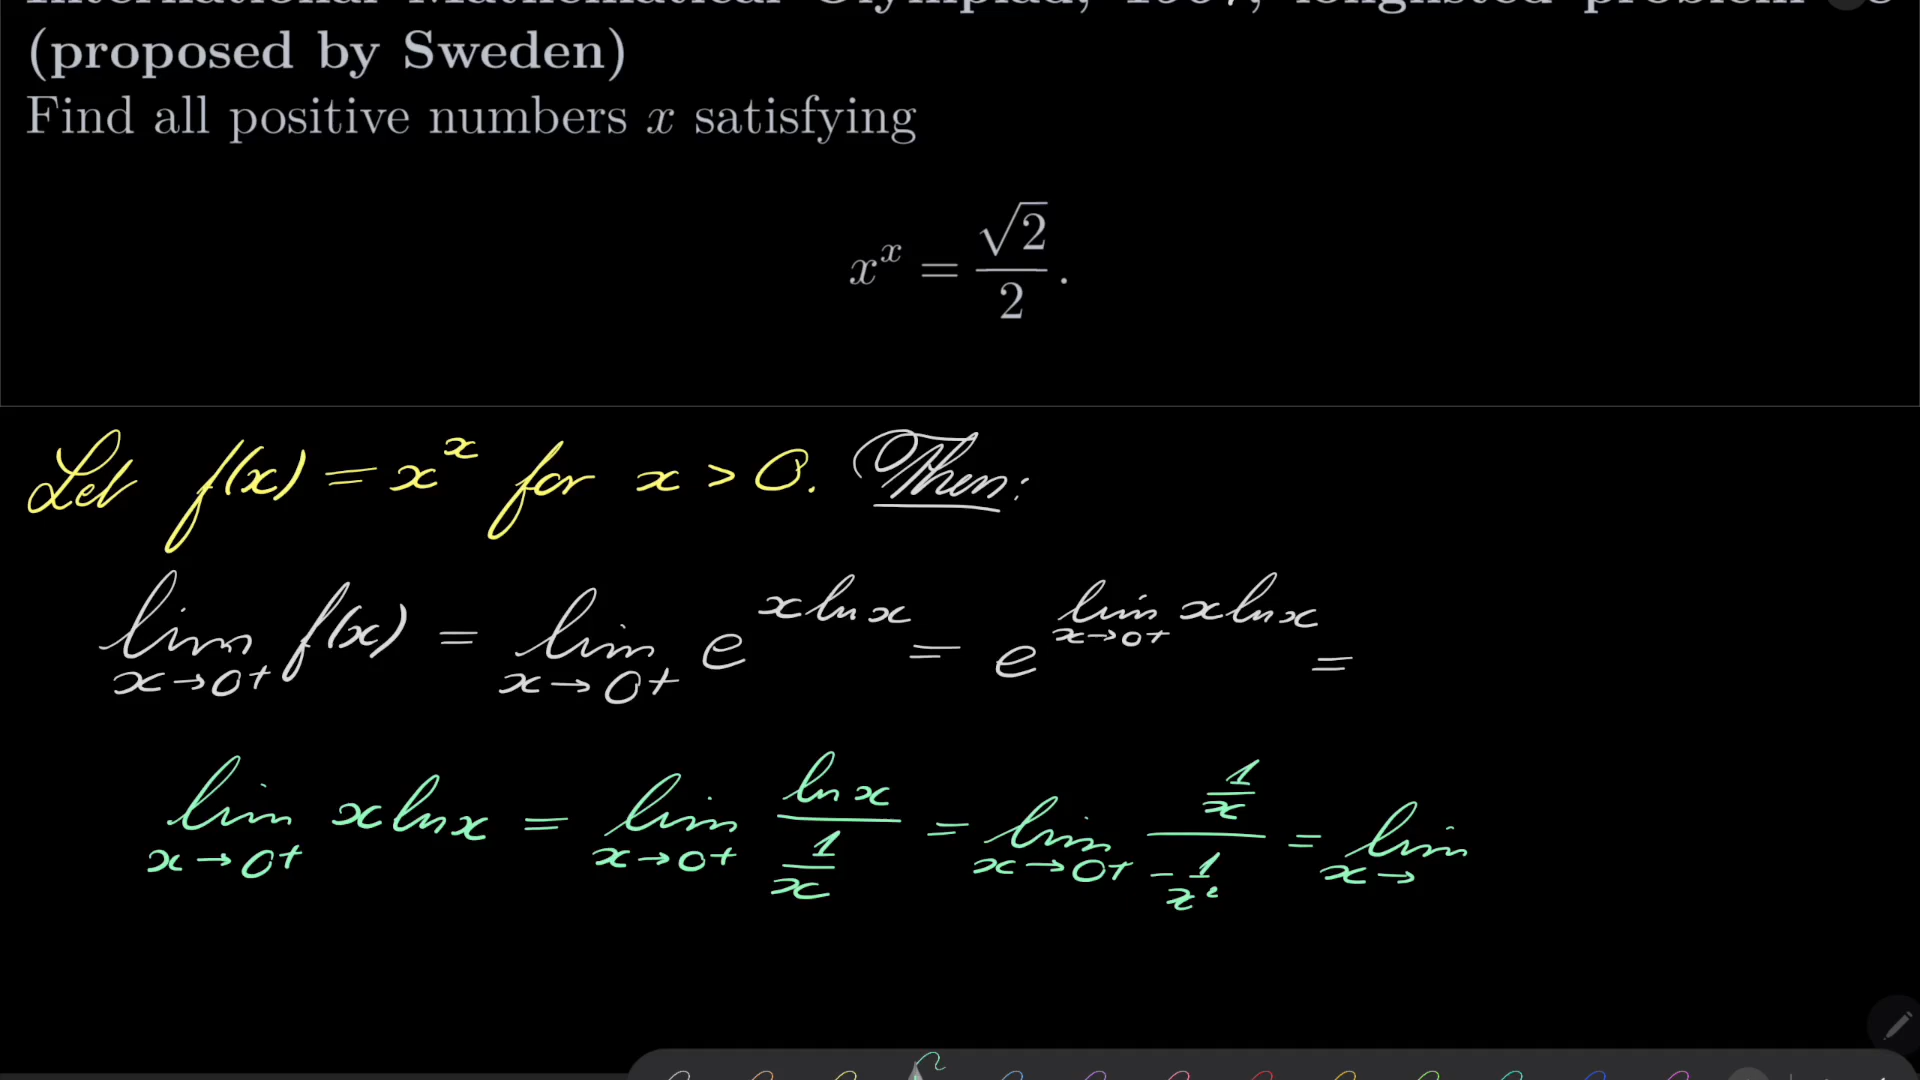 (proposed by Sweden)
Find all positive numbers x satisfying
x^x = √2/2.
Let f(x) = x^x for x > 0. Then:
lim_{x→0+} f(x) = lim_{x→0+} e^{x ln x} = e^{lim_{x→0+} x ln x} =
lim_{x→0+} x ln x = lim_{x→0+} (ln x)/(1/x) = lim_{x→0+} (1/x)/(-1/x²) = lim_{x→}